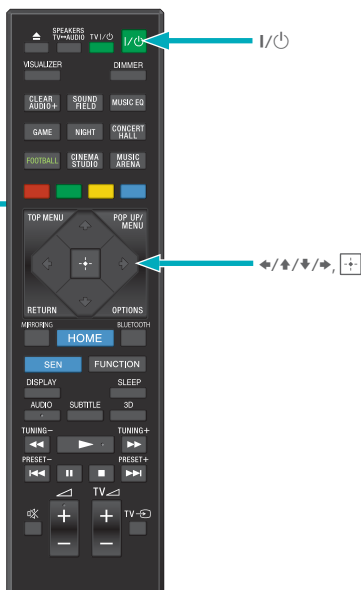 SPEAKERS
TV↔AUDIO
TV I/⏻
I/⏻
I/⏻
VISUALIZER
DIMMER
CLEAR
AUDIO+
SOUND
FIELD
MUSIC EQ
GAME
NIGHT
CONCERT
HALL
FOOTBALL
CINEMA
STUDIO
MUSIC
ARENA
TOP MENU
POP UP/
MENU
←/↑/↓/→,
RETURN
OPTIONS
MIRRORING
BLUETOOTH
HOME
SEN
FUNCTION
DISPLAY
SLEEP
AUDIO
SUBTITLE
3D
TUNING–
TUNING+
PRESET–
PRESET+
TV
+
+
TV
–
–